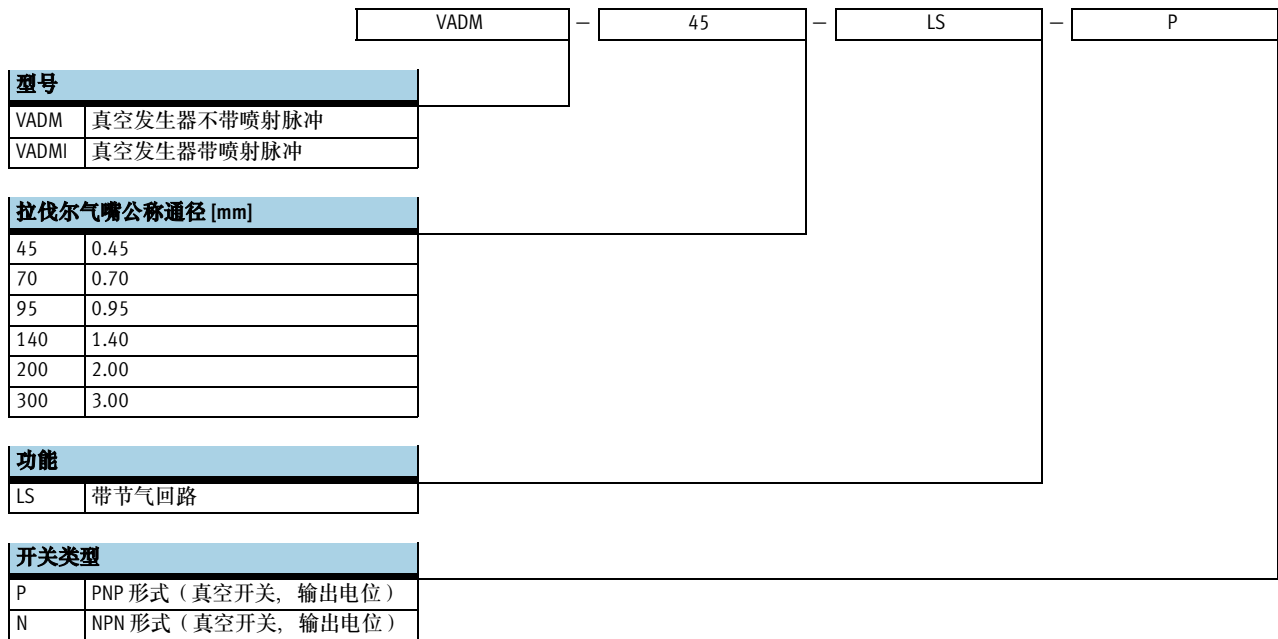 VADM – 45 – LS – P
型号
VADM 真空发生器不带喷射脉冲
VADMI 真空发生器带喷射脉冲
拉伐尔气嘴公称通径 [mm]
45 0.45
70 0.70
95 0.95
140 1.40
200 2.00
300 3.00
功能
LS 带节气回路
开关类型
P PNP 形式（真空开关，输出电位）
N NPN 形式（真空开关，输出电位）